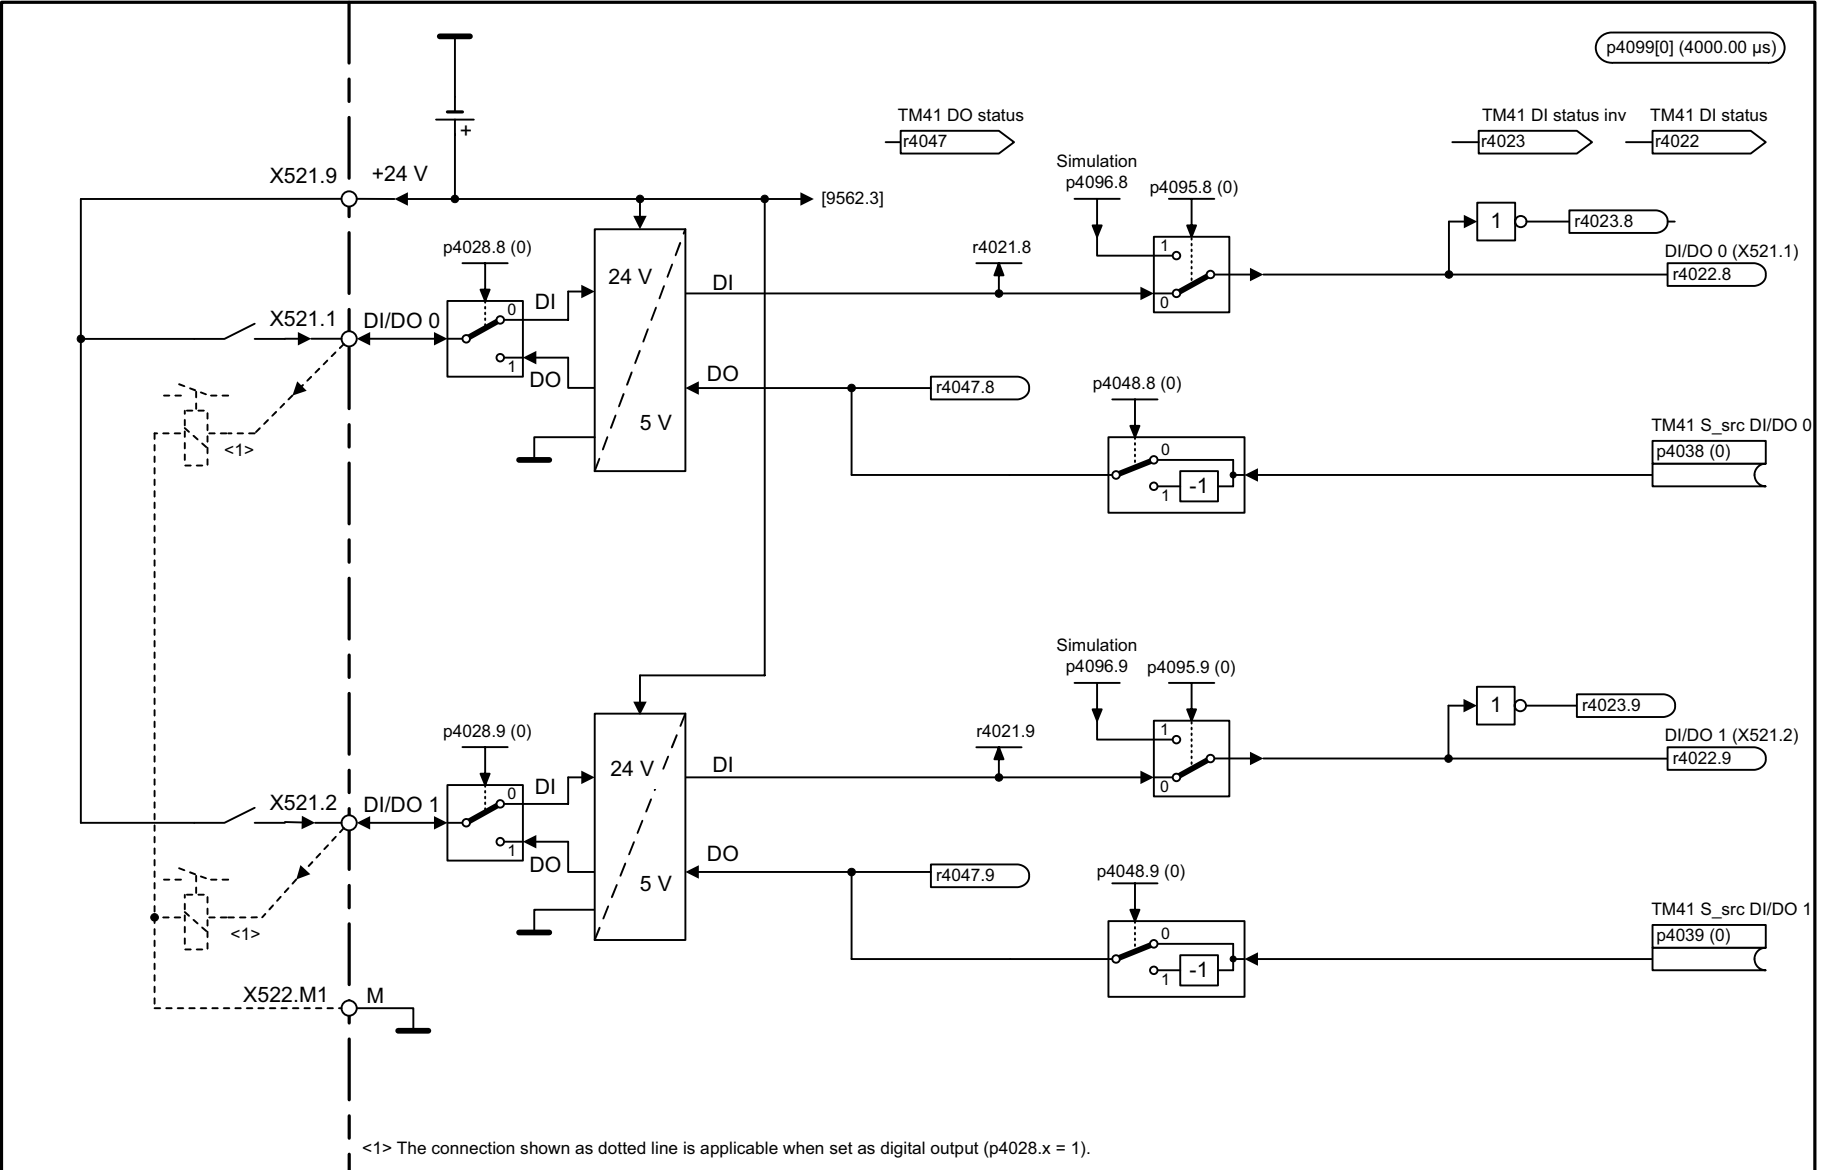 p4099[0] (4000.00 µs)
TM41 DO status
r4047
TM41 DI status inv
r4023
TM41 DI status
r4022
X521.9
+24 V
+
[9562.3]
Simulation
p4096.8
p4095.8 (0)
1
0
r4021.8
1
r4023.8
DI/DO 0 (X521.1)
r4022.8
p4028.8 (0)
0
1
DI
DO
24 V
5 V
DI
DO
X521.1
DI/DO 0
<1>
r4047.8
p4048.8 (0)
0
1
-1
TM41 S_src DI/DO 0
p4038 (0)
Simulation
p4096.9
p4095.9 (0)
1
0
r4021.9
1
r4023.9
DI/DO 1 (X521.2)
r4022.9
p4028.9 (0)
0
1
DI
DO
24 V
5 V
DI
DO
X521.2
DI/DO 1
<1>
r4047.9
p4048.9 (0)
0
1
-1
TM41 S_src DI/DO 1
p4039 (0)
X522.M1
M
<1> The connection shown as dotted line is applicable when set as digital output (p4028.x = 1).